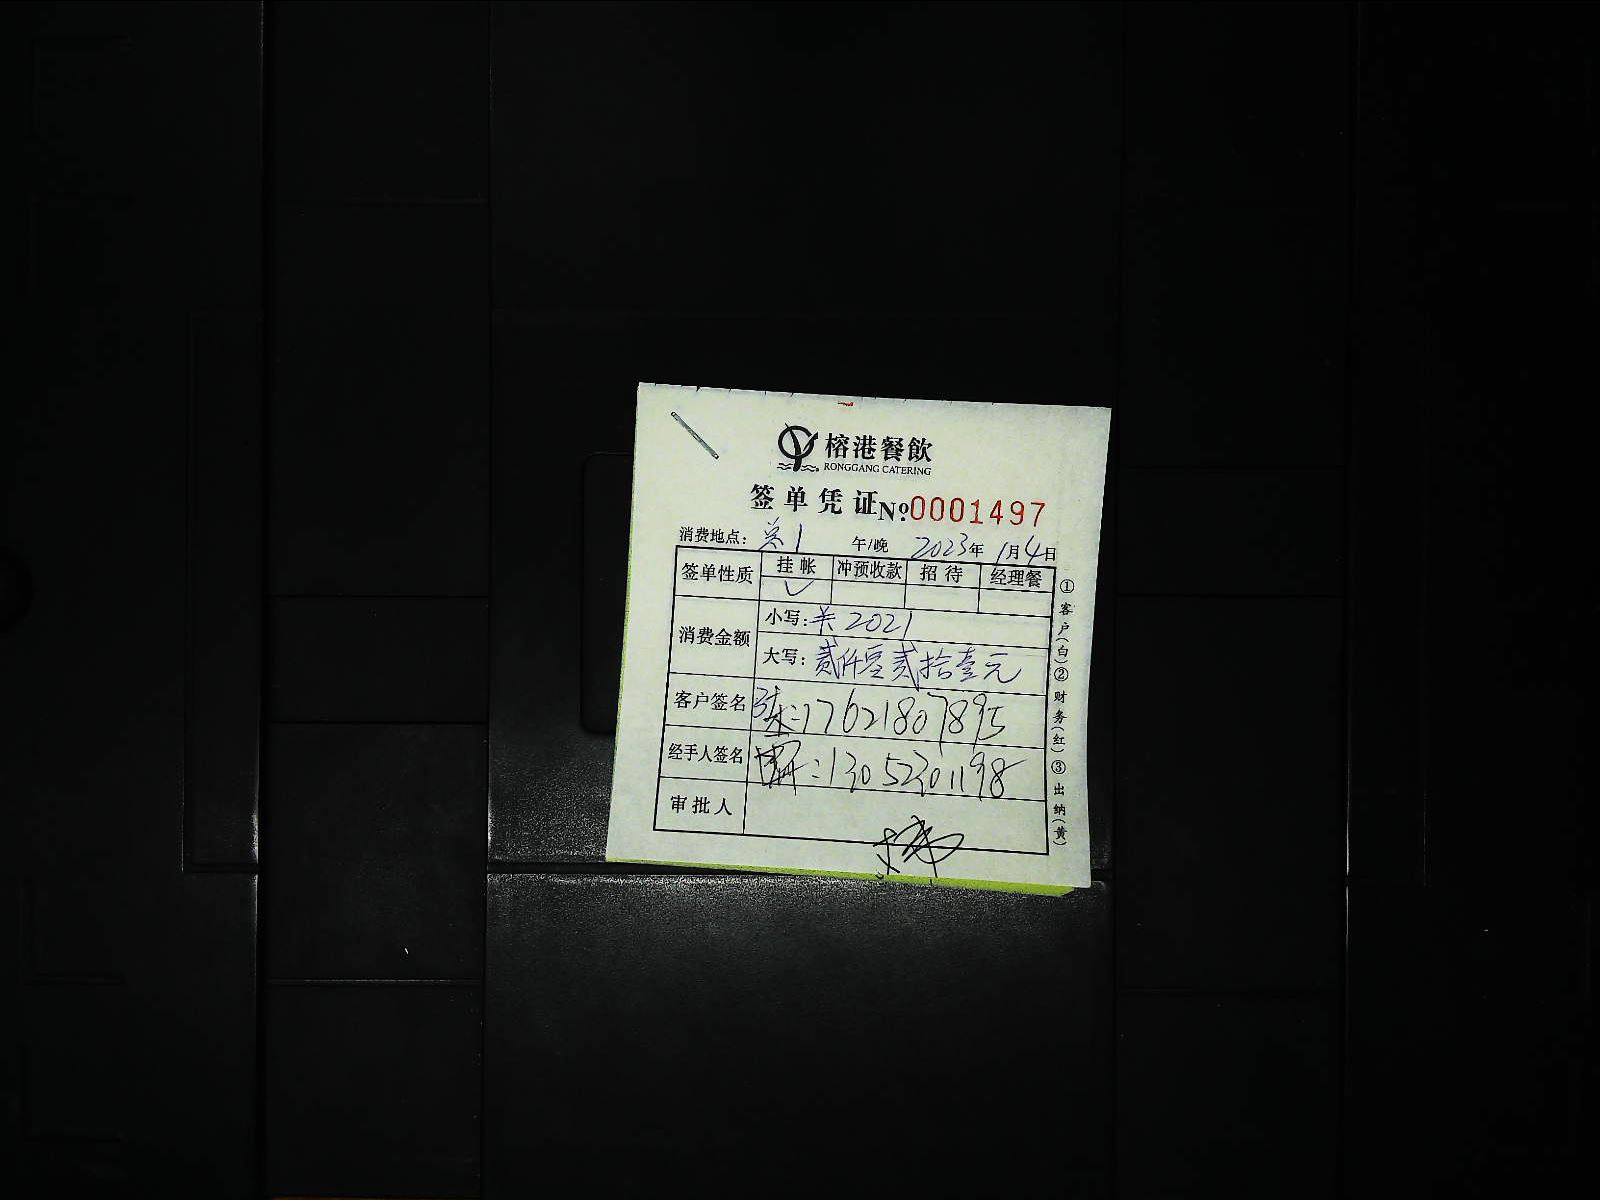 榕港餐飲
RONGGANG CATERING
签单凭证 №0001497
消费地点: 午/晚 2023年1月4日
签单性质 挂帐 冲预收款 招待 经理餐
✓
消费金额 小写: 2021
大写: 贰仟零贰拾壹元
客户签名 张: 17621807895
经手人签名 : 13052301198
审批人
①客户(白)②财务(红)③出纳(黄)